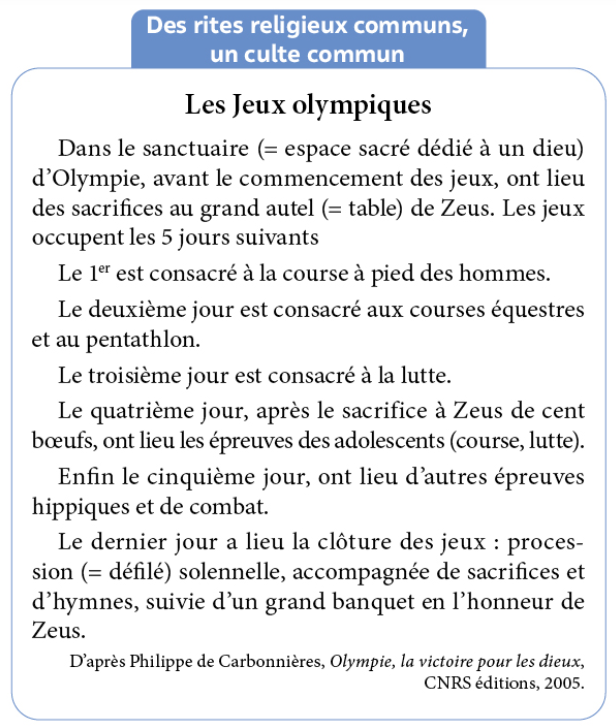 Des rites religieux communs,
un culte commun
Les Jeux olympiques
Dans le sanctuaire (= espace sacré dédié à un dieu)
d’Olympie, avant le commencement des jeux, ont lieu
des sacrifices au grand autel (= table) de Zeus. Les jeux
occupent les 5 jours suivants
Le 1er est consacré à la course à pied des hommes.
Le deuxième jour est consacré aux courses équestres
et au pentathlon.
Le troisième jour est consacré à la lutte.
Le quatrième jour, après le sacrifice à Zeus de cent
bœufs, ont lieu les épreuves des adolescents (course, lutte).
Enfin le cinquième jour, ont lieu d’autres épreuves
hippiques et de combat.
Le dernier jour a lieu la clôture des jeux : proces-
sion (= défilé) solennelle, accompagnée de sacrifices et
d’hymnes, suivie d’un grand banquet en l’honneur de
Zeus.
D’après Philippe de Carbonnières, Olympie, la victoire pour les dieux,
CNRS éditions, 2005.